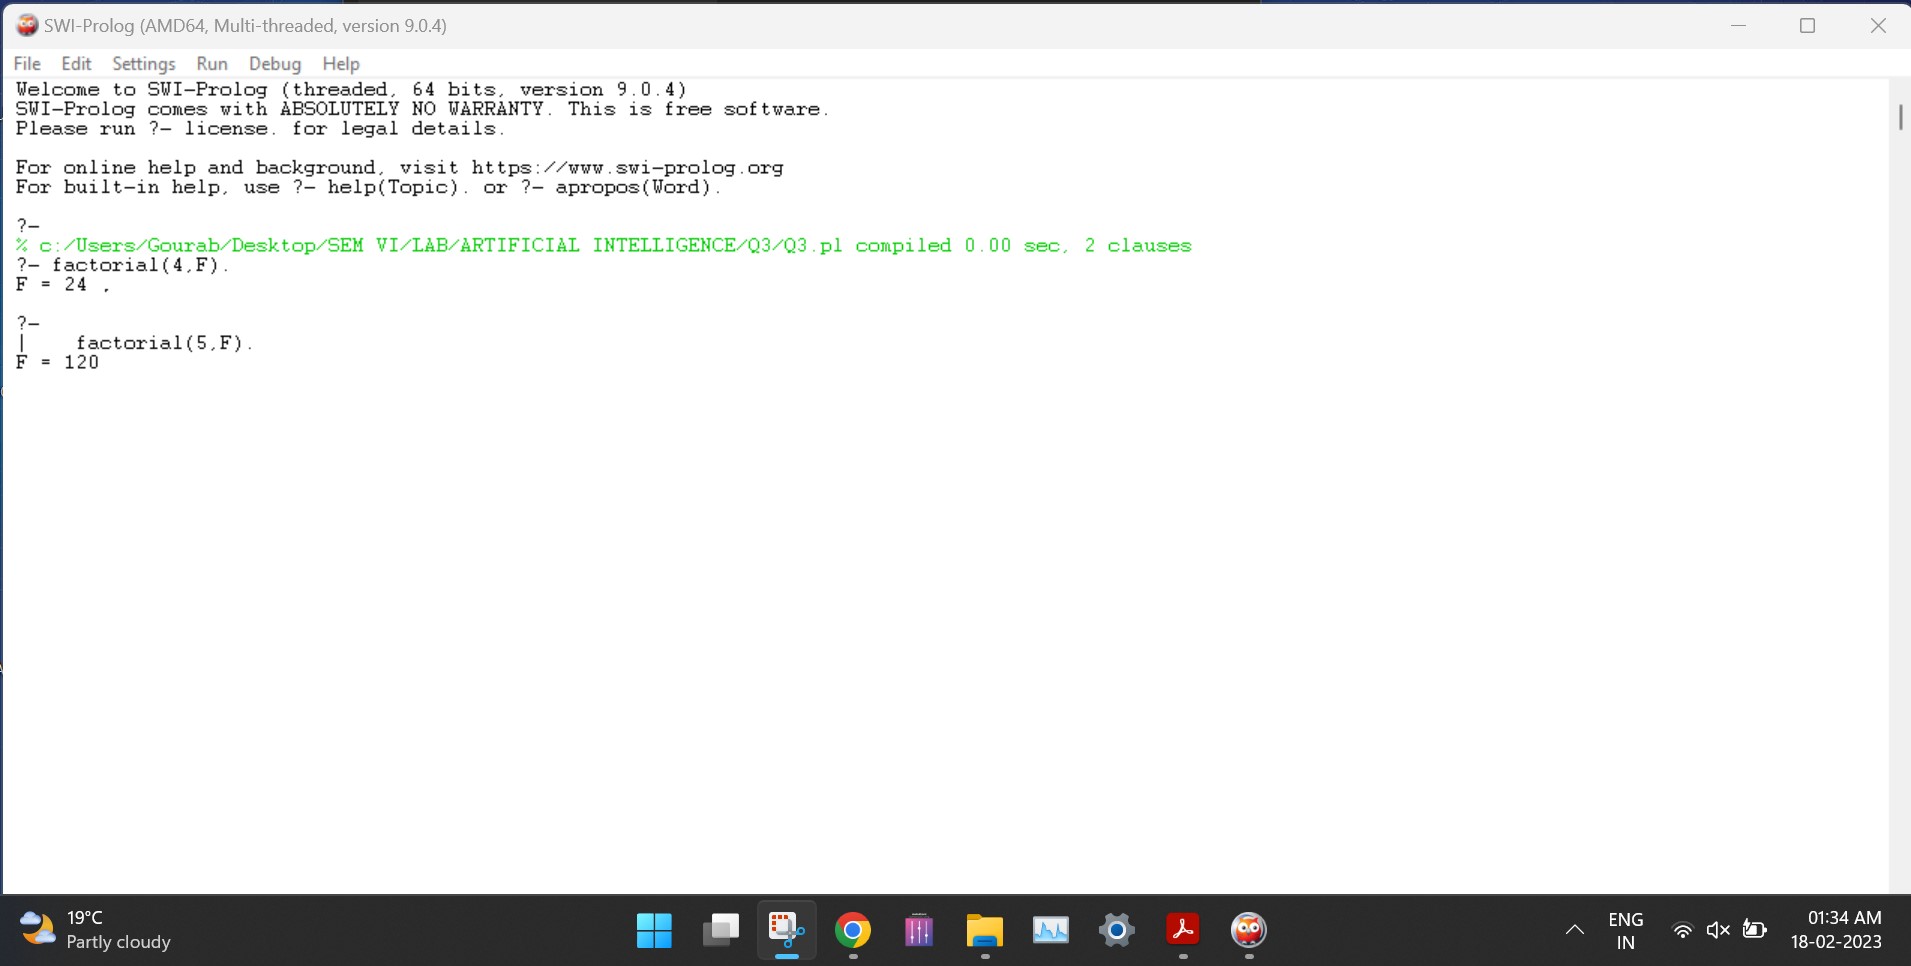 SWI-Prolog (AMD64, Multi-threaded, version 9.0.4)
File Edit Settings Run Debug Help
Welcome to SWI-Prolog (threaded, 64 bits, version 9.0.4)
SWI-Prolog comes with ABSOLUTELY NO WARRANTY. This is free software.
Please run ?- license. for legal details.
For online help and background, visit https://www.swi-prolog.org
For built-in help, use ?- help(Topic). or ?- apropos(Word).
?-
% c:/Users/Gourab/Desktop/SEM VI/LAB/ARTIFICIAL INTELLIGENCE/Q3/Q3.pl compiled 0.00 sec, 2 clauses
?- factorial(4,F).
F = 24 .
?-
|    factorial(5,F).
F = 120
19°C
Partly cloudy
ENG
IN
01:34 AM
18-02-2023